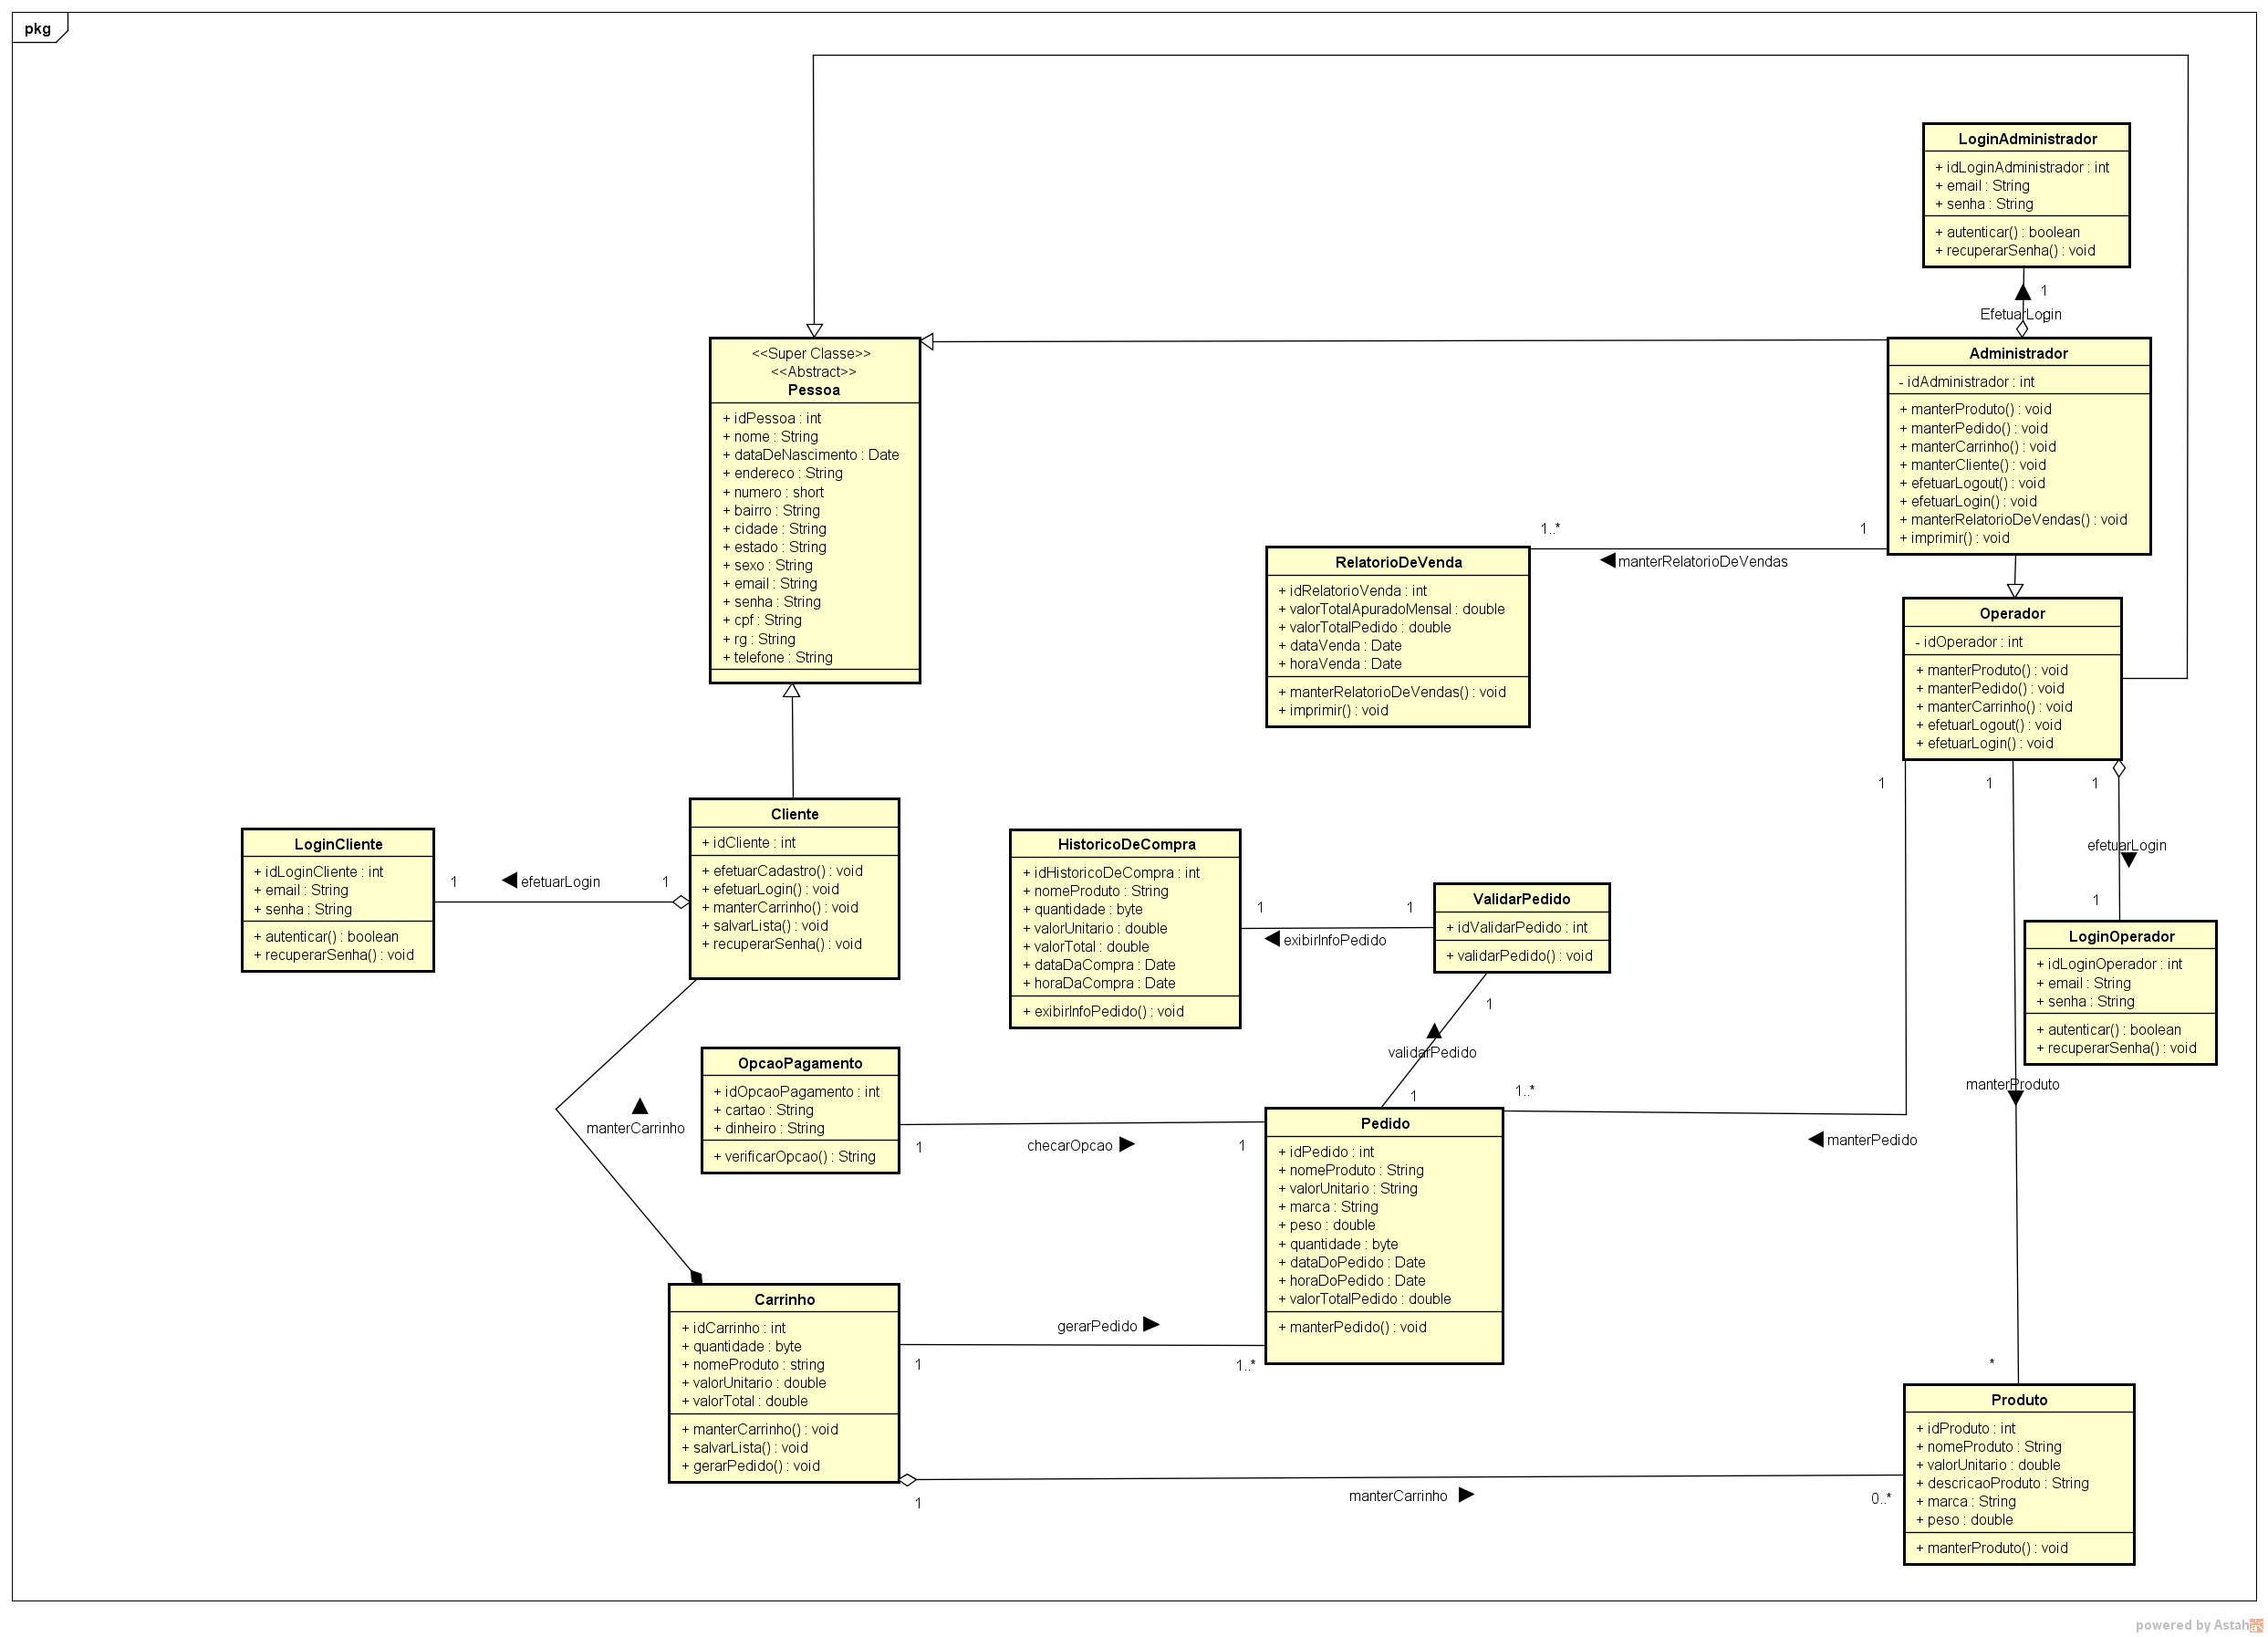 pkg
LoginAdministrador
+ idLoginAdministrador : int
+ email : String
+ senha : String
+ autenticar() : boolean
+ recuperarSenha() : void
1
EfetuarLogin
<<Super Classe>>
<<Abstract>>
Pessoa
+ idPessoa : int
+ nome : String
+ dataDeNascimento : Date
+ endereco : String
+ numero : short
+ bairro : String
+ cidade : String
+ estado : String
+ sexo : String
+ email : String
+ senha : String
+ cpf : String
+ rg : String
+ telefone : String
Administrador
- idAdministrador : int
+ manterProduto() : void
+ manterPedido() : void
+ manterCarrinho() : void
+ manterCliente() : void
+ efetuarLogout() : void
+ efetuarLogin() : void
+ manterRelatorioDeVendas() : void
+ imprimir() : void
1..*
1
manterRelatorioDeVendas
RelatorioDeVenda
+ idRelatorioVenda : int
+ valorTotalApuradoMensal : double
+ valorTotalPedido : double
+ dataVenda : Date
+ horaVenda : Date
+ manterRelatorioDeVendas() : void
+ imprimir() : void
Operador
- idOperador : int
+ manterProduto() : void
+ manterPedido() : void
+ manterCarrinho() : void
+ efetuarLogout() : void
+ efetuarLogin() : void
1
1
1
efetuarLogin
1
Cliente
+ idCliente : int
+ efetuarCadastro() : void
+ efetuarLogin() : void
+ manterCarrinho() : void
+ salvarLista() : void
+ recuperarSenha() : void
LoginCliente
+ idLoginCliente : int
+ email : String
+ senha : String
+ autenticar() : boolean
+ recuperarSenha() : void
1
efetuarLogin
1
HistoricoDeCompra
+ idHistoricoDeCompra : int
+ nomeProduto : String
+ quantidade : byte
+ valorUnitario : double
+ valorTotal : double
+ dataDaCompra : Date
+ horaDaCompra : Date
+ exibirInfoPedido() : void
1
1
exibirInfoPedido
ValidarPedido
+ idValidarPedido : int
+ validarPedido() : void
1
validarPedido
1
LoginOperador
+ idLoginOperador : int
+ email : String
+ senha : String
+ autenticar() : boolean
+ recuperarSenha() : void
OpcaoPagamento
+ idOpcaoPagamento : int
+ cartao : String
+ dinheiro : String
+ verificarOpcao() : String
manterCarrinho
1
checarOpcao
1
1..*
manterPedido
manterProduto
Pedido
+ idPedido : int
+ nomeProduto : String
+ valorUnitario : String
+ marca : String
+ peso : double
+ quantidade : byte
+ dataDoPedido : Date
+ horaDoPedido : Date
+ valorTotalPedido : double
+ manterPedido() : void
Carrinho
+ idCarrinho : int
+ quantidade : byte
+ nomeProduto : string
+ valorUnitario : double
+ valorTotal : double
+ manterCarrinho() : void
+ salvarLista() : void
+ gerarPedido() : void
gerarPedido
1
1..*
*
Produto
+ idProduto : int
+ nomeProduto : String
+ valorUnitario : double
+ descricaoProduto : String
+ marca : String
+ peso : double
+ manterProduto() : void
1
manterCarrinho
0..*
powered by Astah